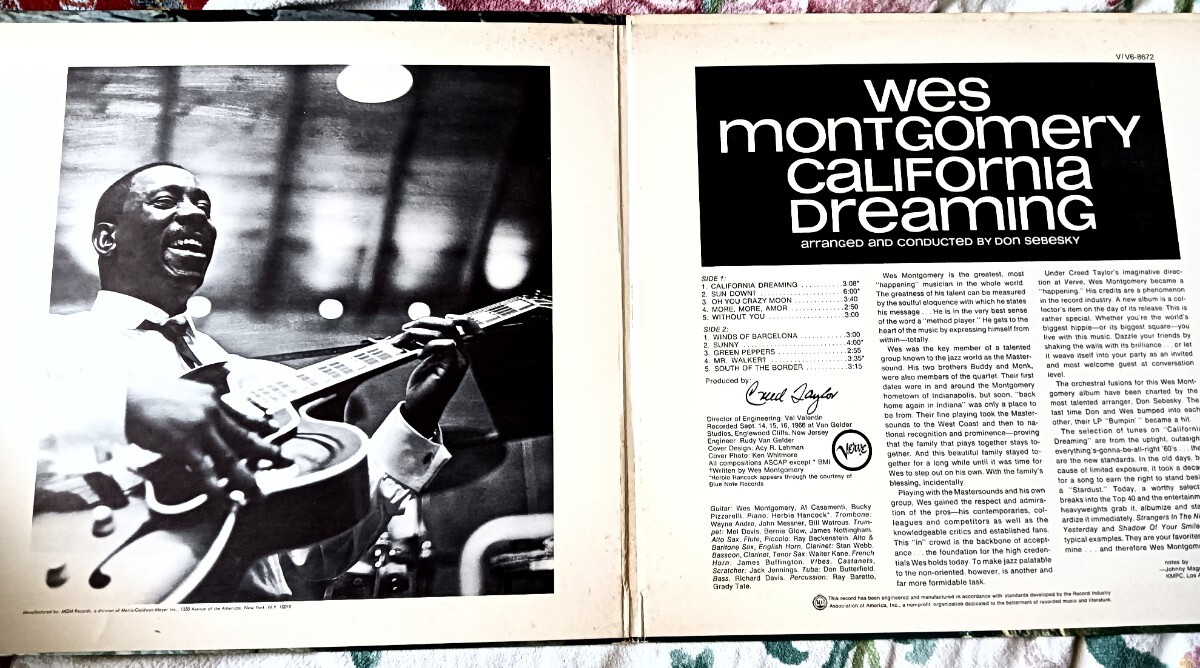 V/V6-8672
wes
montgomery
california
dreaming
arranged and conducted by DON SEBESKY
SIDE 1:
1. CALIFORNIA DREAMING ............ 3:08*
2. SUN DOWN† ............ 6:00*
3. OH YOU CRAZY MOON ............ 3:40
4. MORE, MORE, AMOR ............ 2:50
5. WITHOUT YOU ............ 3:00
SIDE 2:
1. WINDS OF BARCELONA ............ 3:00
2. SUNNY ............ 4:00*
3. GREEN PEPPERS ............ 2:55
4. MR. WALKER† ............ 3:35*
5. SOUTH OF THE BORDER ............ 3:15
Produced by:
Creed Taylor
Director of Engineering: Val Valentin
Recorded Sept. 14, 15, 16, 1966 at Van Gelder
Studios, Englewood Cliffs, New Jersey
Engineer: Rudy Van Gelder
Cover Design: Acy R. Lehman
Cover Photo: Ken Whitmore
All compositions ASCAP except * BMI
†Written by Wes Montgomery
*Herbie Hancock appears through the courtesy of
Blue Note Records
Verve
Guitar: Wes Montgomery, Al Casamenti, Bucky
Pizzarelli. Piano: Herbie Hancock*. Trombone:
Wayne Andre, John Messner, Bill Watrous. Trum-
pet: Mel Davis, Bernie Glow, James Nottingham.
Alto Sax, Flute, Piccolo: Ray Beckenstein. Alto &
Baritone Sax, English Horn, Clarinet: Stan Webb.
Bassoon, Clarinet, Tenor Sax: Walter Kane. French
Horn: James Buffington. Vibes, Castanets,
Scratcher: Jack Jennings. Tuba: Don Butterfield.
Bass: Richard Davis. Percussion: Ray Barretto,
Grady Tate.
Wes Montgomery is the greatest, most
"happening" musician in the whole world.
The greatness of his talent can be measured
by the soulful eloquence with which he states
his message . . . He is in the very best sense
of the word a "method player." He gets to the
heart of the music by expressing himself from
within—totally.
Wes was the key member of a talented
group known to the jazz world as the Master-
sound. His two brothers Buddy and Monk,
were also members of the quartet. Their first
dates were in and around the Montgomery
hometown of Indianapolis, but soon, "back
home again in Indiana" was only a place to
be from. Their fine playing took the Master-
sounds to the West Coast and then to na-
tional recognition and prominence—proving
that the family that plays together stays to-
gether. And this beautiful family stayed to-
gether for a long while until it was time for
Wes to step out on his own. With the family's
blessing, incidentally.
Playing with the Mastersounds and his own
group, Wes gained the respect and admira-
tion of the pros—his contemporaries, col-
leagues and competitors as well as the
knowledgeable critics and established fans.
This "in" crowd is the backbone of accept-
ance . . . the foundation for the high creden-
tials Wes holds today. To make jazz palatable
to the non-oriented, however, is another and
far more formidable task.
Under Creed Taylor's imaginative direc-
tion at Verve, Wes Montgomery became a
"happening." His credits are a phenomenon
in the record industry. A new album is a col-
lector's item on the day of its release. This is
rather special. Whether you're the world's
biggest hippie—or its biggest square—you
live with this music. Dazzle your friends by
shaking the walls with its brilliance . . . or let
it weave itself into your party as an invited
and most welcome guest at conversation
level.
The orchestral fusions for this Wes Mont-
gomery album have been charted by the
most talented arranger, Don Sebesky. The
last time Don and Wes bumped into each
other, their LP "Bumpin" became a hit.
The selection of tunes on "California
Dreaming" are from the uptight, outasigh
everything's-gonna-be-all-right '60's . . . the
are the new standards. In the old days, b
cause of limited exposure, it took a deca
for a song to earn the right to stand besi
a "Stardust." Today, a worthy select
breaks into the Top 40 and the entertainm
heavyweights grab it, albumize and sta
ardize it immediately. Strangers In The Ni
Yesterday and Shadow Of Your Smile
typical examples. They are your favorites
mine . . . and therefore Wes Montgom
notes by
—Johnny Magn
KMPC, Los A
This record has been engineered and manufactured in accordance with standards developed by the Record Industry
Association of America, Inc., a non-profit organization dedicated to the betterment of recorded music and literature.
Manufactured by: MGM Records, a division of Metro-Goldwyn-Mayer Inc., 1350 Avenue of the Americas, New York, N.Y. 10019